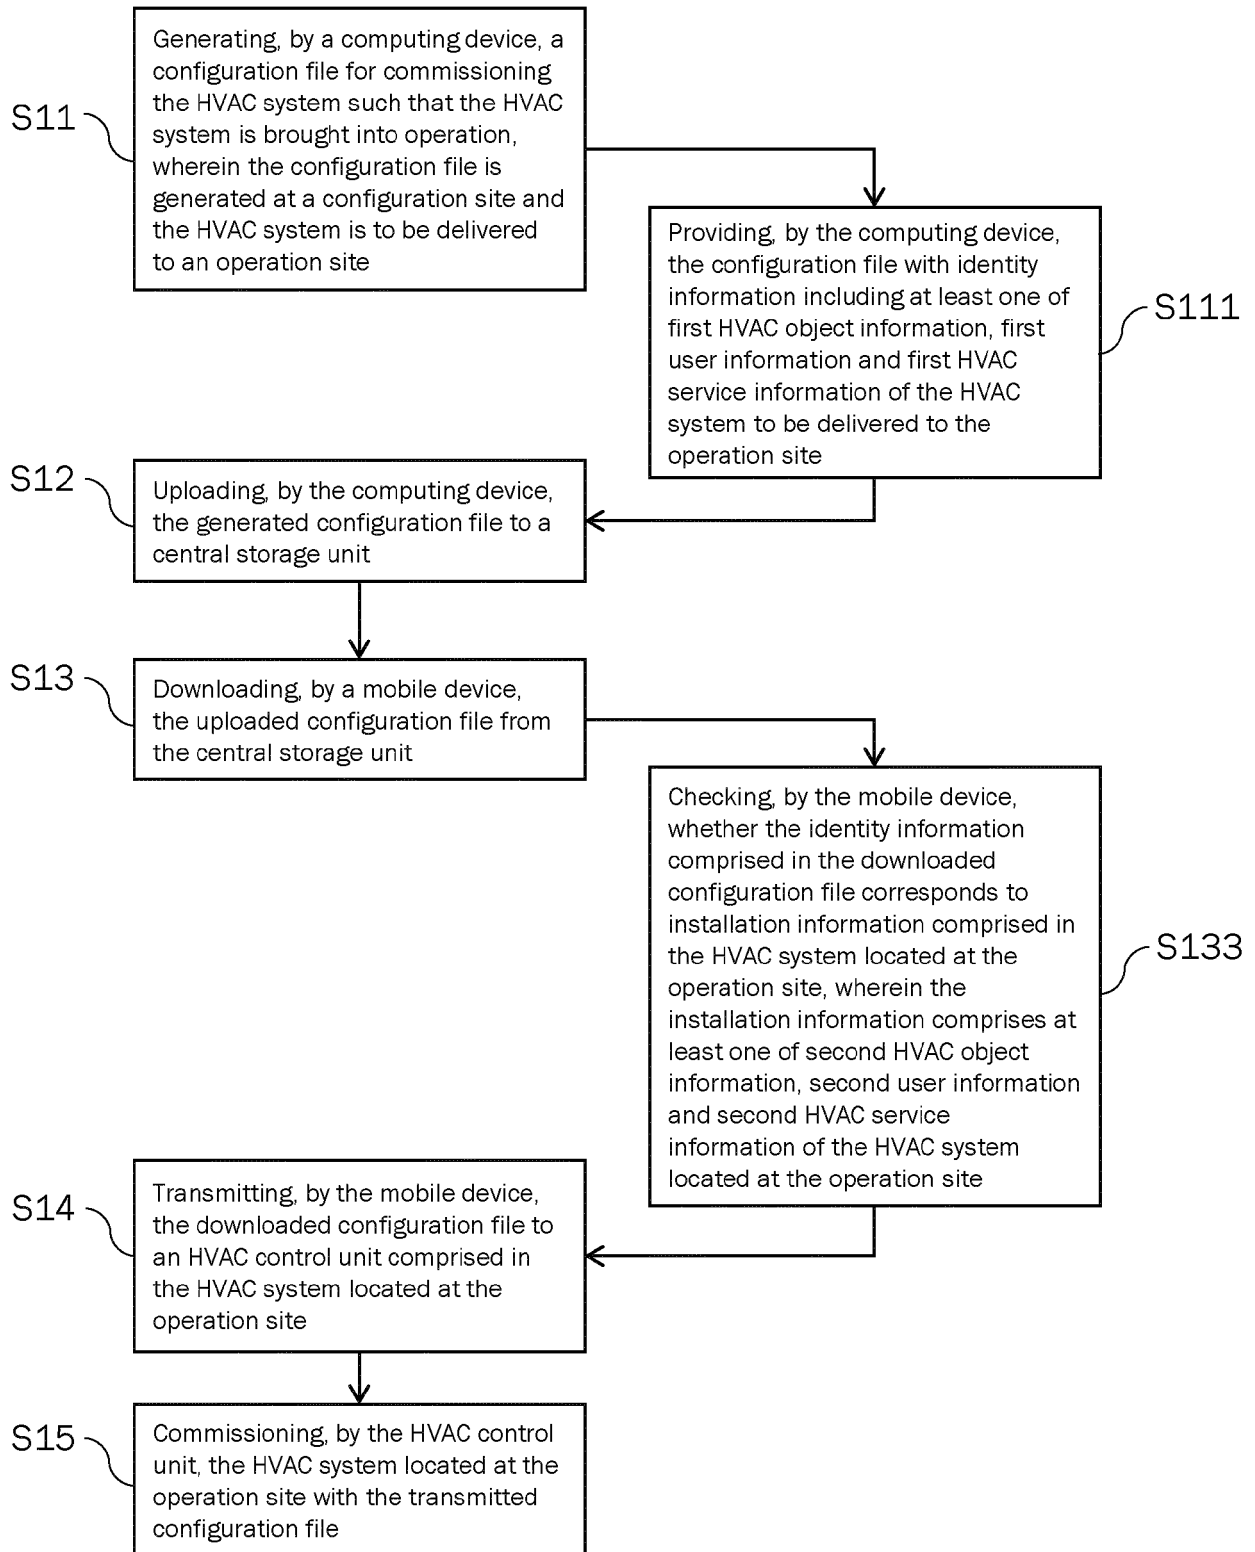 S11
Generating, by a computing device, a
configuration file for commissioning
the HVAC system such that the HVAC
system is brought into operation,
wherein the configuration file is
generated at a configuration site and
the HVAC system is to be delivered
to an operation site
Providing, by the computing device,
the configuration file with identity
information including at least one of
first HVAC object information, first
user information and first HVAC
service information of the HVAC
system to be delivered to the
operation site
S111
S12
Uploading, by the computing device,
the generated configuration file to a
central storage unit
S13
Downloading, by a mobile device,
the uploaded configuration file from
the central storage unit
Checking, by the mobile device,
whether the identity information
comprised in the downloaded
configuration file corresponds to
installation information comprised in
the HVAC system located at the
operation site, wherein the
installation information comprises at
least one of second HVAC object
information, second user information
and second HVAC service
information of the HVAC system
located at the operation site
S133
S14
Transmitting, by the mobile device,
the downloaded configuration file to
an HVAC control unit comprised in
the HVAC system located at the
operation site
S15
Commissioning, by the HVAC control
unit, the HVAC system located at the
operation site with the transmitted
configuration file